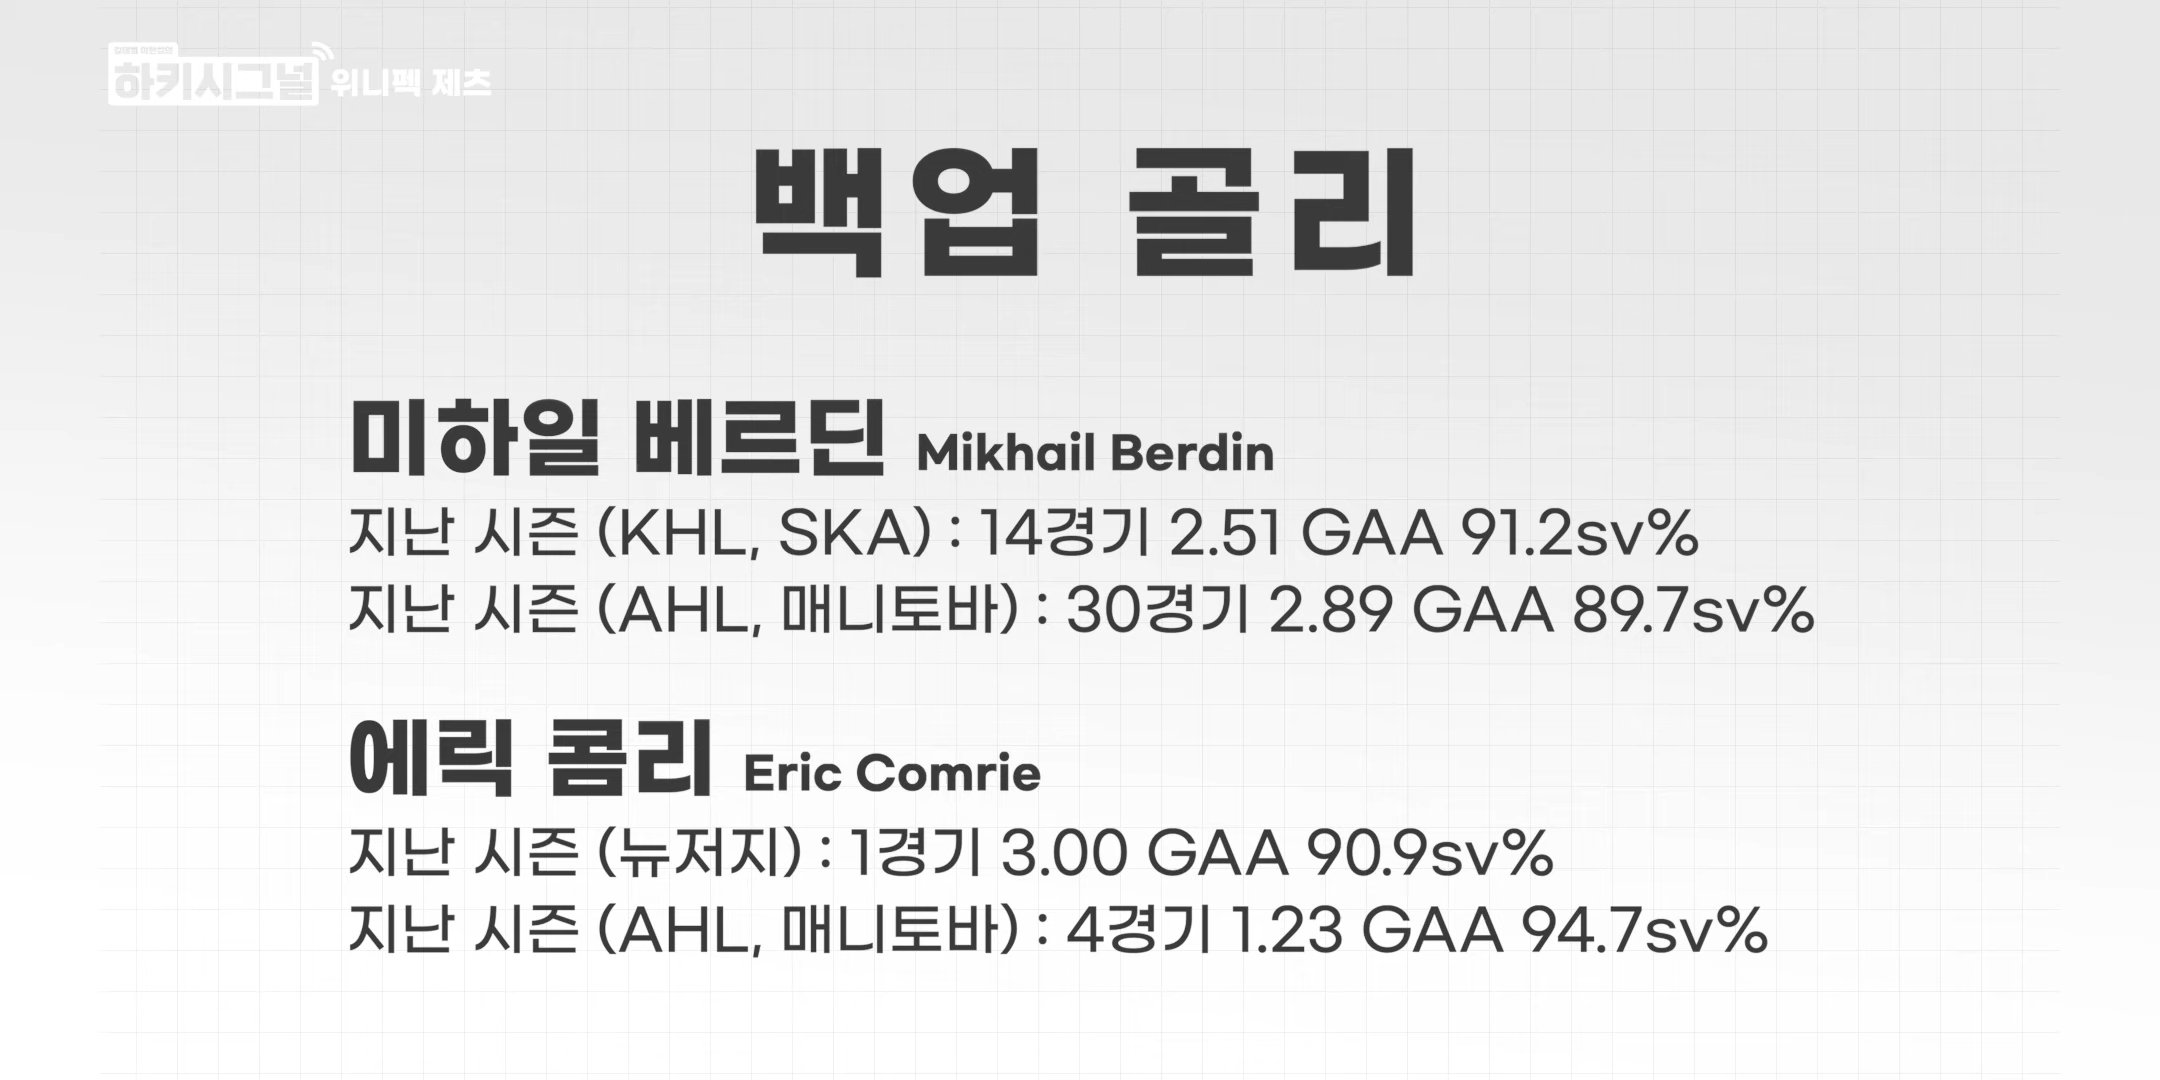 하키시그널 위니펙 제츠
백업 골리
미하일 베르딘 Mikhail Berdin
지난 시즌 (KHL, SKA) : 14경기 2.51 GAA 91.2sv%
지난 시즌 (AHL, 매니토바) : 30경기 2.89 GAA 89.7sv%
에릭 콤리 Eric Comrie
지난 시즌 (뉴저지) : 1경기 3.00 GAA 90.9sv%
지난 시즌 (AHL, 매니토바) : 4경기 1.23 GAA 94.7sv%